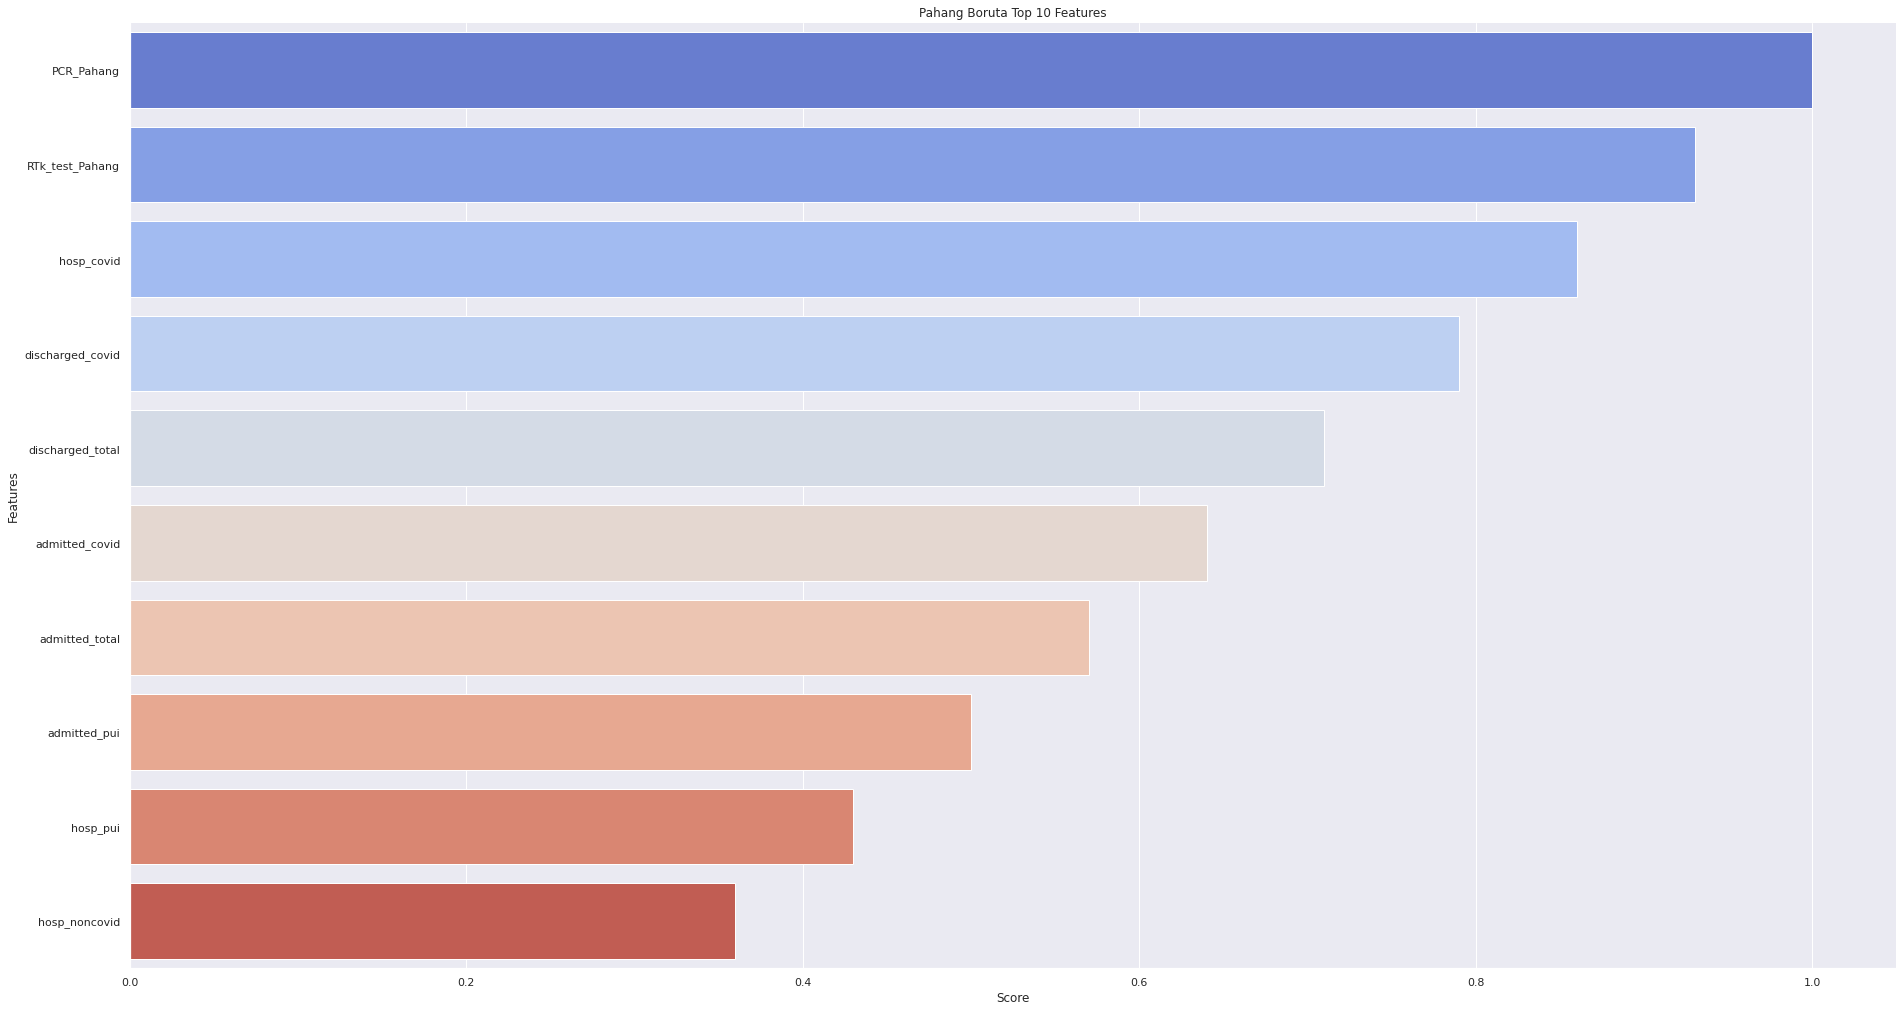 Pahang Boruta Top 10 Features
PCR_Pahang
RTk_test_Pahang
hosp_covid
discharged_covid
discharged_total
admitted_covid
admitted_total
admitted_pui
hosp_pui
hosp_noncovid
Features
0.0 0.2 0.4 0.6 0.8 1.0
Score